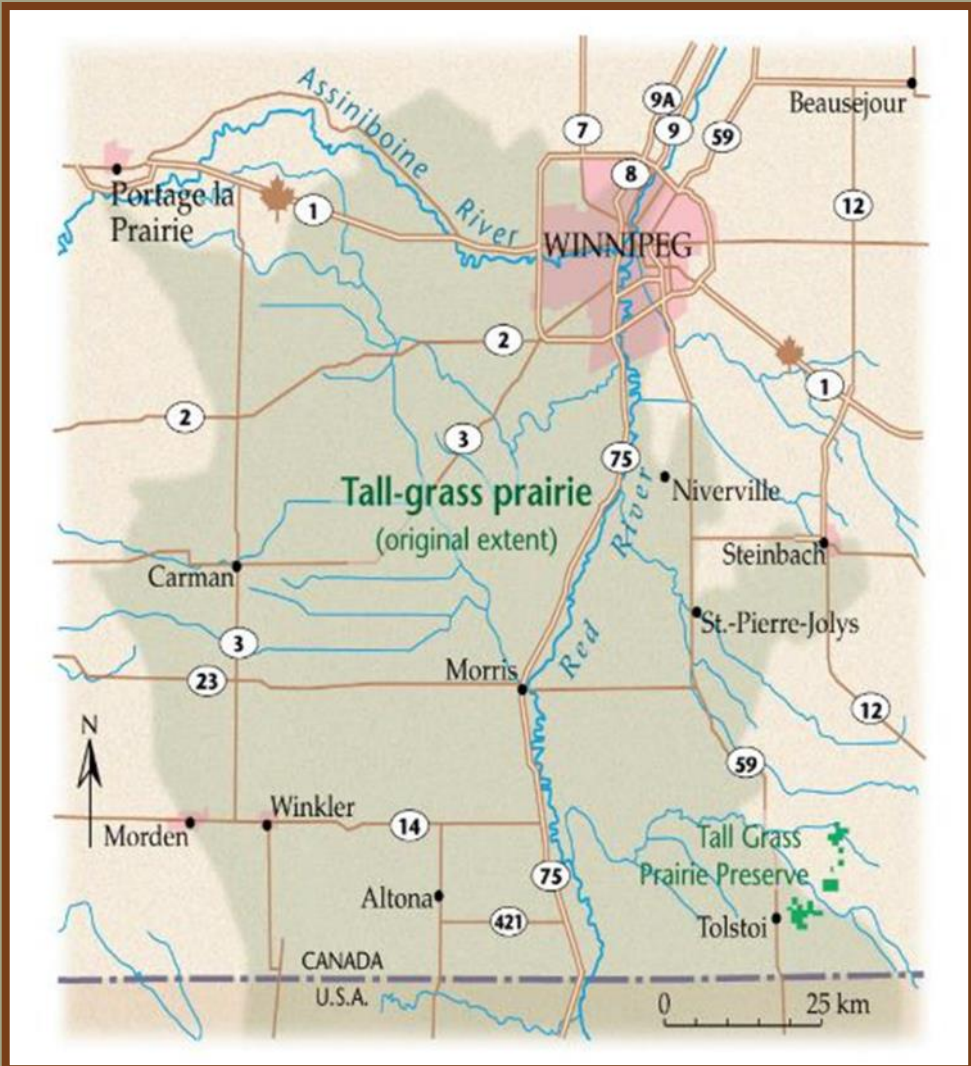 Assiniboine
River
9A
7
9
59
Beausejour
8
Portage la
Prairie
1
12
WINNIPEG
2
1
2
3
75
Tall-grass prairie
(original extent)
Niverville
River
Red
Steinbach
Carman
St.-Pierre-Jolys
3
Morris
23
12
N
59
Winkler
Morden
14
Tall Grass
Prairie Preserve
75
Altona
421
Tolstoi
CANADA
U.S.A.
0 25 km